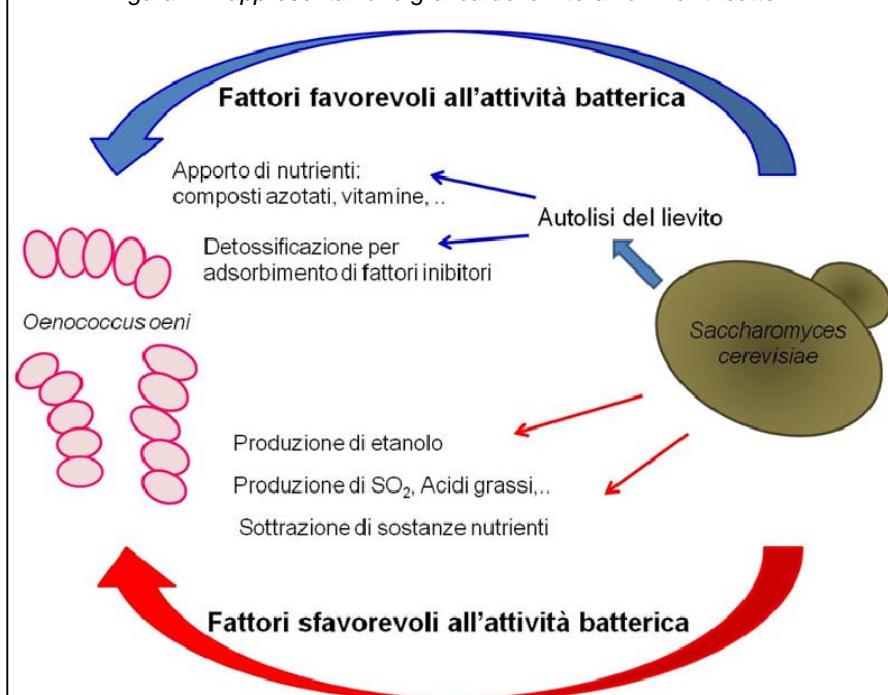 Fattori favorevoli all'attività batterica
Apporto di nutrienti:
composti azotati, vitamine,..
Autolisi del lievito
Detossificazione per
adsorbimento di fattori inibitori
Oenococcus oeni
Saccharomyces
cerevisiae
Produzione di etanolo
Produzione di SO₂, Acidi grassi,..
Sottrazione di sostanze nutrienti
Fattori sfavorevoli all'attività batterica